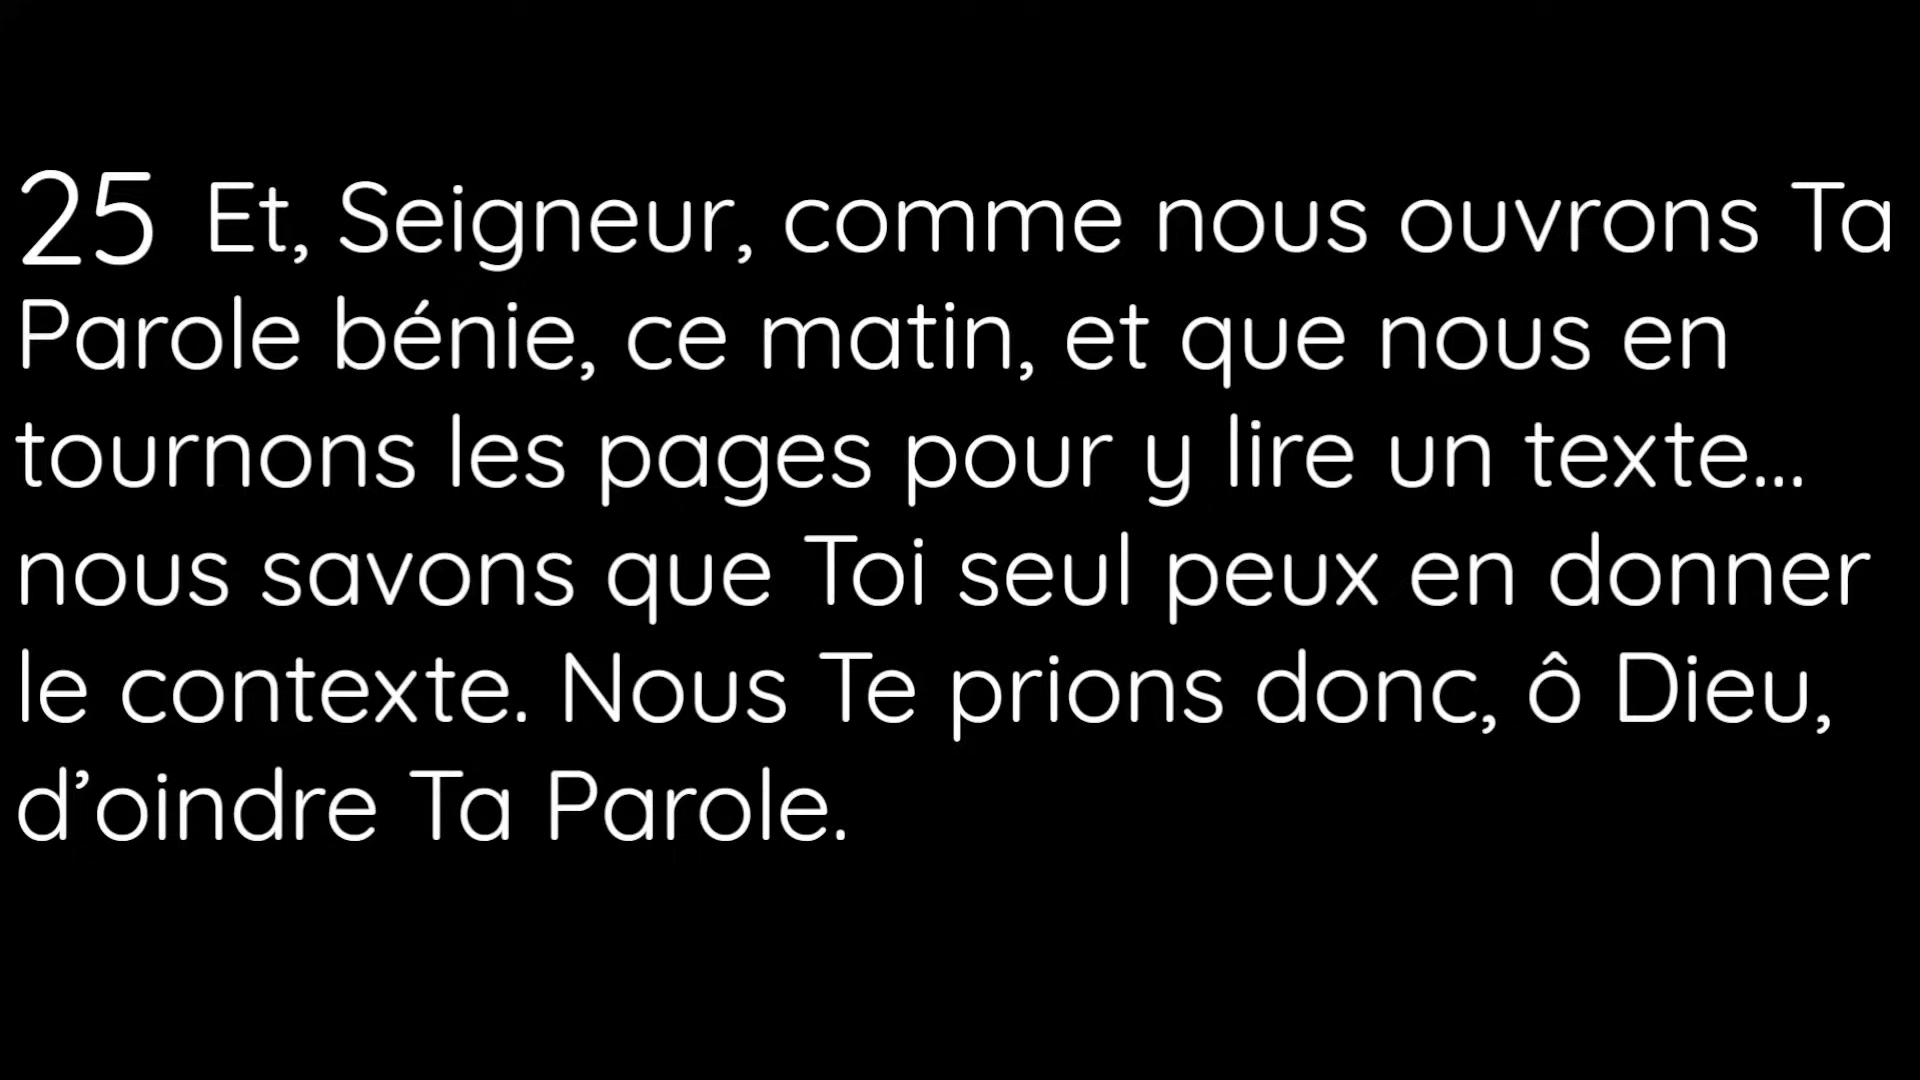 25 Et, Seigneur, comme nous ouvrons Ta
Parole bénie, ce matin, et que nous en
tournons les pages pour y lire un texte...
nous savons que Toi seul peux en donner
le contexte. Nous Te prions donc, ô Dieu,
d’oindre Ta Parole.